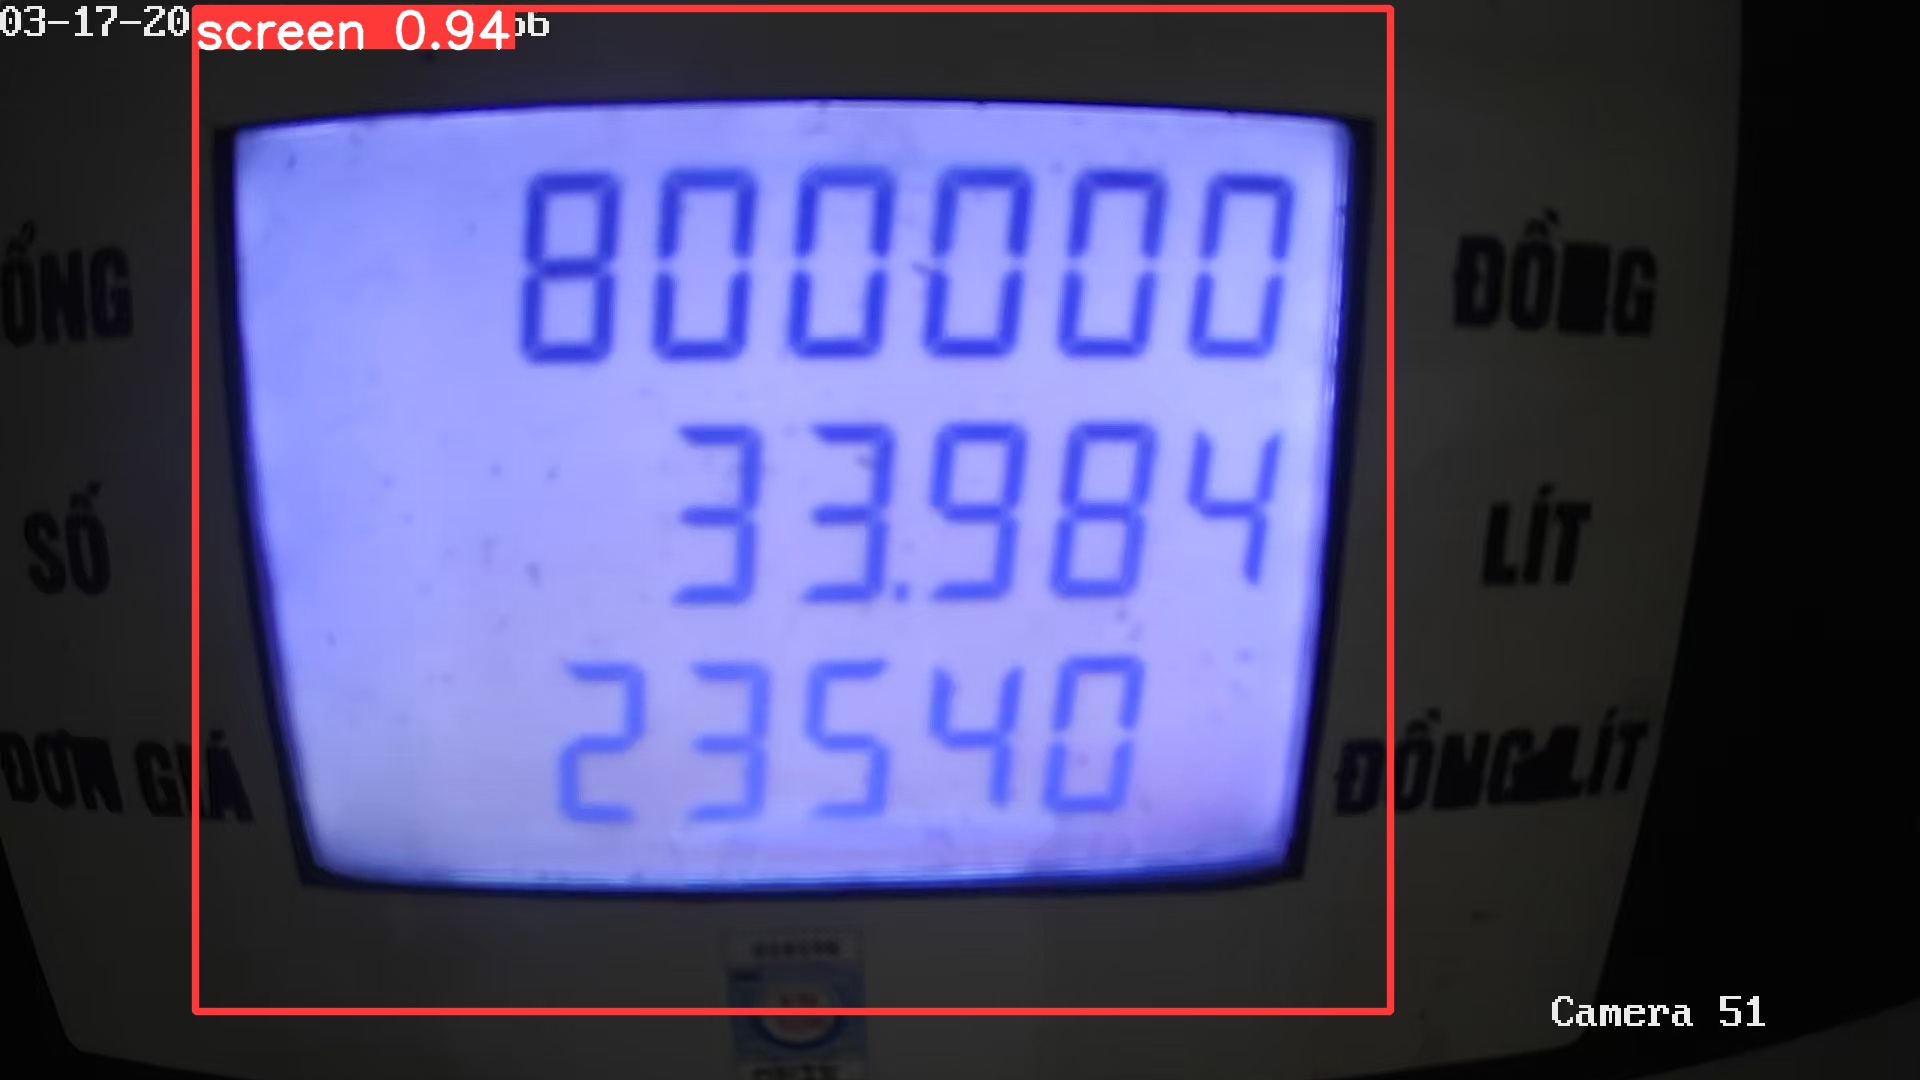 03-17-20
screen 0.94
800000
ĐỒNG
33.984
SỐ
LÍT
23540
ĐƠN GIÁ
ĐỒNG/LÍT
Camera 51